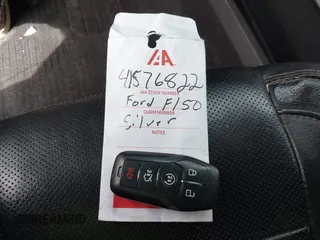 IAA
41576822
IAA STOCK NUMBER
Ford F150
CLAIM NUMBER
Silver
NOTES